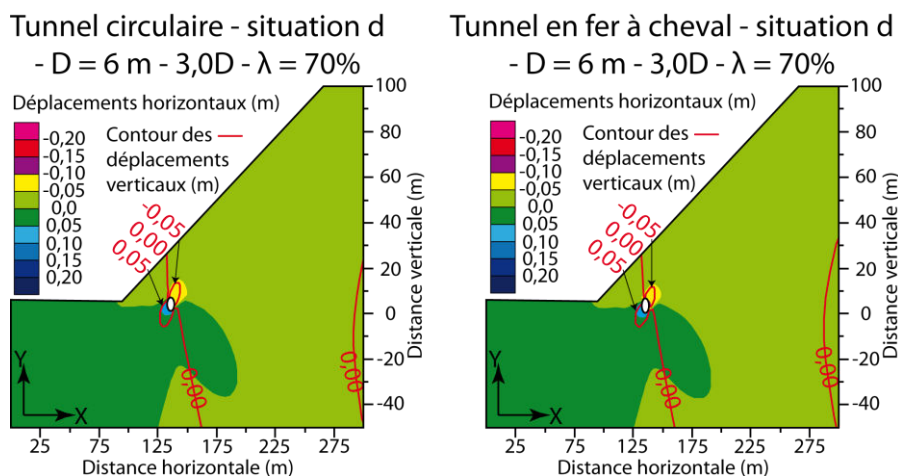 Tunnel circulaire - situation d
- D = 6 m - 3,0D - λ = 70%
Déplacements horizontaux (m)
-0,20
-0,15
-0,10
-0,05
0,0
0,05
0,10
0,15
0,20
Contour des
déplacements
verticaux (m)
-0,05
0,00
0,05
0,00
0,00
Y
X
100
80
60
40
20
0
-20
-40
Distance verticale (m)
25 75 125 175 225 275
Distance horizontale (m)
Tunnel en fer à cheval - situation d
- D = 6 m - 3,0D - λ = 70%
Déplacements horizontaux (m)
-0,20
-0,15
-0,10
-0,05
0,0
0,05
0,10
0,15
0,20
Contour des
déplacements
verticaux (m)
-0,05
0,00
0,05
0,00
0,00
Y
X
100
80
60
40
20
0
-20
-40
Distance verticale (m)
25 75 125 175 225 275
Distance horizontale (m)